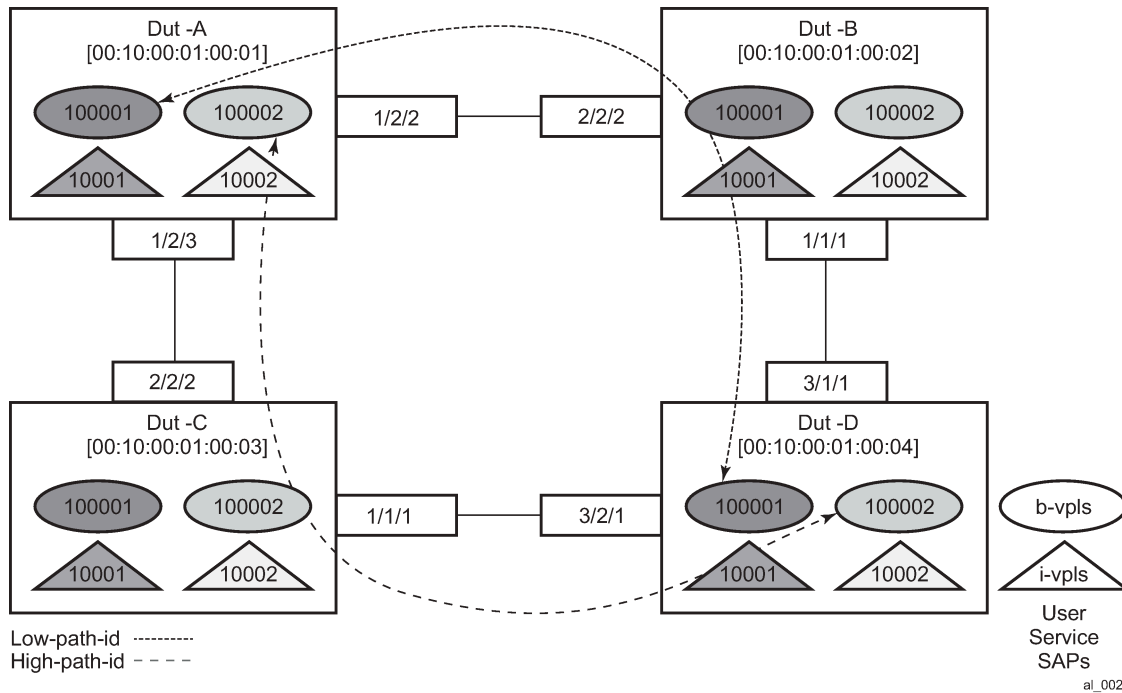 Dut -A
[00:10:00:01:00:01]
100001
100002
10001
10002
1/2/2
2/2/2
Dut -B
[00:10:00:01:00:02]
100001
100002
10001
10002
1/2/3
1/1/1
2/2/2
3/1/1
Dut -C
[00:10:00:01:00:03]
100001
100002
10001
10002
1/1/1
3/2/1
Dut -D
[00:10:00:01:00:04]
100001
100002
10001
10002
b-vpls
i-vpls
User
Service
SAPs
Low-path-id
High-path-id
al_002